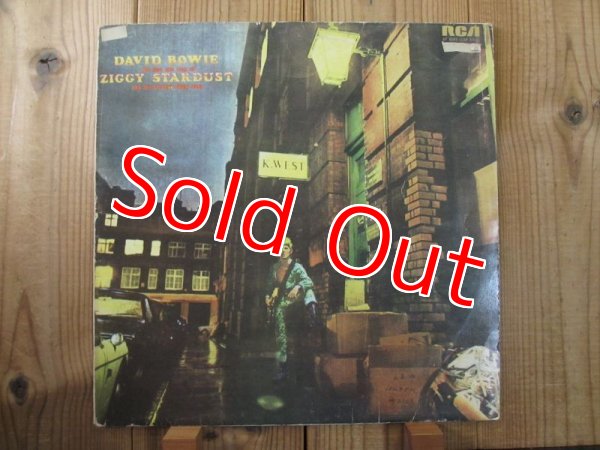 RCA
DAVID BOWIE
ZIGGY STARDUST
K.WEST
Sold Out